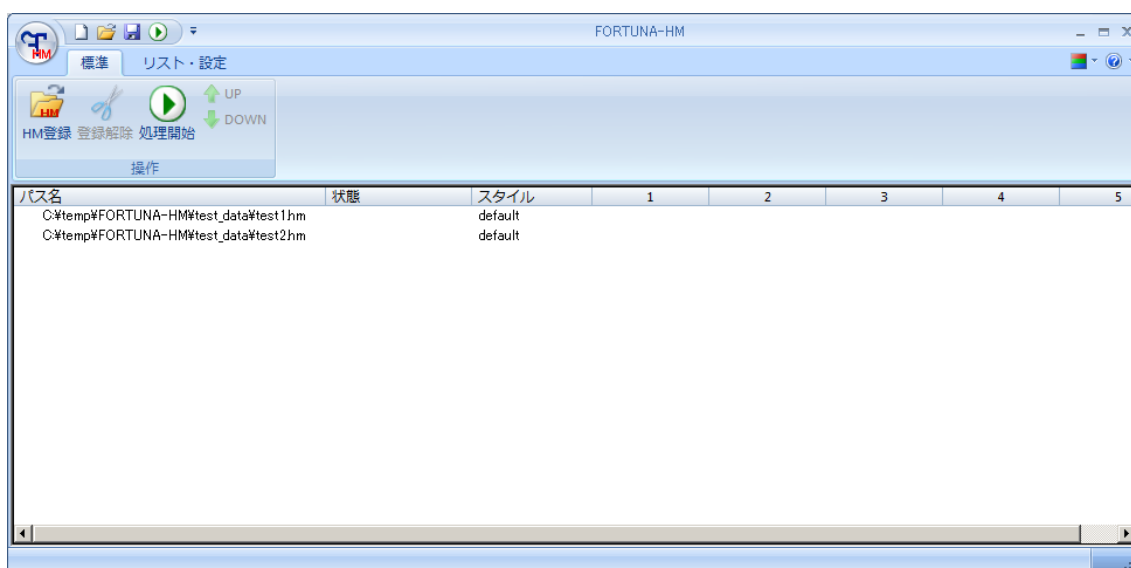 FORTUNA-HM
HM
標準 リスト・設定
HM
UP
DOWN
HM登録 登録解除 処理開始
操作
パス名 状態 スタイル 1 2 3 4 5
C:¥temp¥FORTUNA-HM¥test_data¥test1.hm default
C:¥temp¥FORTUNA-HM¥test_data¥test2.hm default